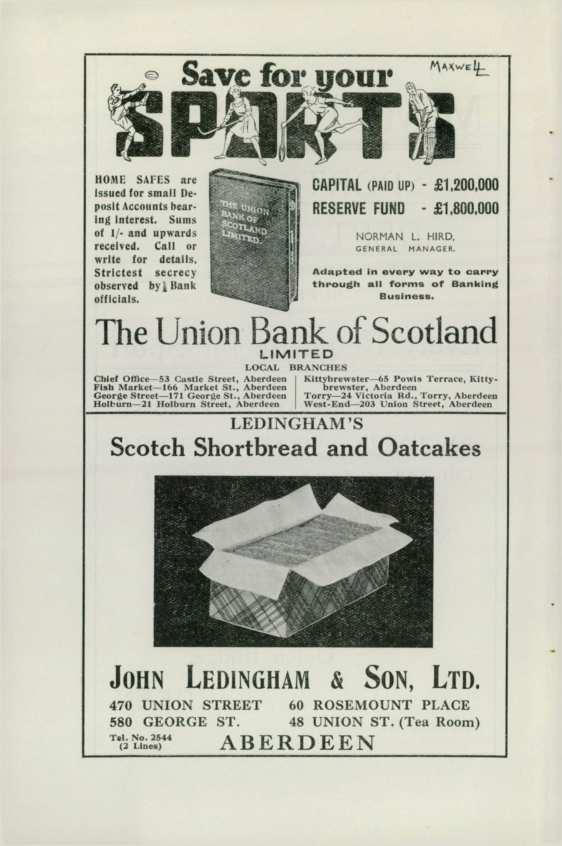 MAXWELL
Save for your
SPORTS
HOME SAFES are
issued for small De-
posit Accounts bear-
ing interest. Sums
of 1/- and upwards
received. Call or
write for details.
Strictest secrecy
observed by Bank
officials.
THE UNION
BANK OF
SCOTLAND
LIMITED.
CAPITAL (PAID UP) - £1,200,000
RESERVE FUND - £1,800,000
NORMAN L. HIRD,
GENERAL MANAGER.
Adapted in every way to carry
through all forms of Banking
Business.
The Union Bank of Scotland
LIMITED
LOCAL BRANCHES
Chief Office—53 Castle Street, Aberdeen
Fish Market—166 Market St., Aberdeen
George Street—171 George St., Aberdeen
Holburn—21 Holburn Street, Aberdeen
Kittybrewster—65 Powis Terrace, Kitty-
brewster, Aberdeen
Torry—24 Victoria Rd., Torry, Aberdeen
West-End—203 Union Street, Aberdeen
LEDINGHAM'S
Scotch Shortbread and Oatcakes
JOHN LEDINGHAM & SON, LTD.
470 UNION STREET 60 ROSEMOUNT PLACE
580 GEORGE ST. 48 UNION ST. (Tea Room)
Tel. No. 2544
(2 Lines)
ABERDEEN